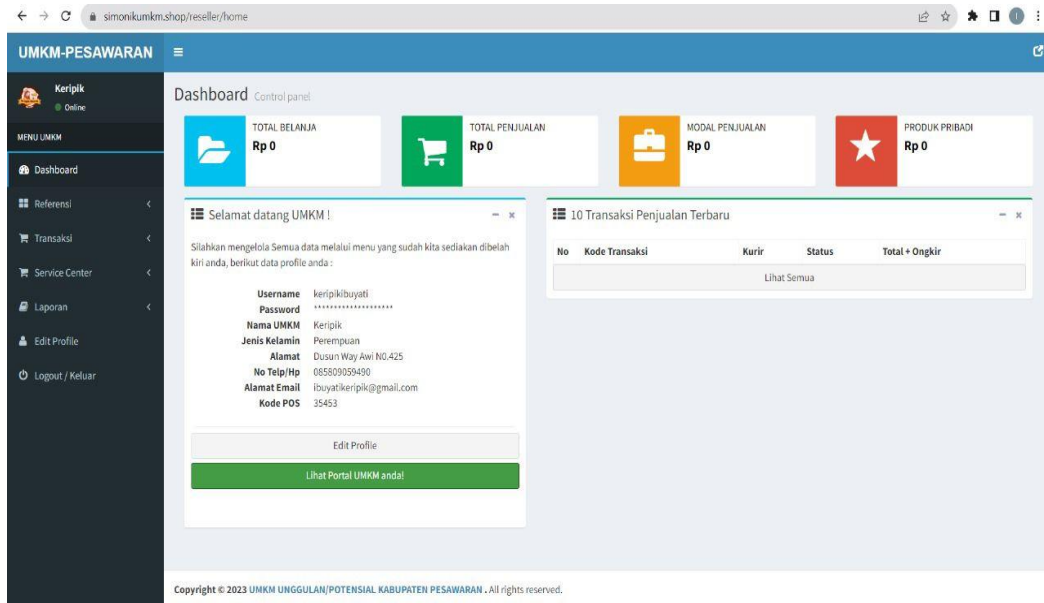 simonikumkm.shop/reseller/home
UMKM-PESAWARAN
Keripik
Online
MENU UMKM
Dashboard
Referensi
Transaksi
Service Center
Laporan
Edit Profile
Logout / Keluar
Dashboard Control panel
TOTAL BELANJA
Rp 0
TOTAL PENJUALAN
Rp 0
MODAL PENJUALAN
Rp 0
PRODUK PRIBADI
Rp 0
Selamat datang UMKM !
Silahkan mengelola Semua data melalui menu yang sudah kita sediakan dibelah
kiri anda, berikut data profile anda :
Username keripikibuyati
Password ********************
Nama UMKM Keripik
Jenis Kelamin Perempuan
Alamat Dusun Way Awi N0.425
No Telp/Hp 085809059490
Alamat Email ibuyatikeripik@gmail.com
Kode POS 35453
Edit Profile
Lihat Portal UMKM anda!
10 Transaksi Penjualan Terbaru
No Kode Transaksi Kurir Status Total + Ongkir
Lihat Semua
Copyright © 2023 UMKM UNGGULAN/POTENSIAL KABUPATEN PESAWARAN . All rights reserved.